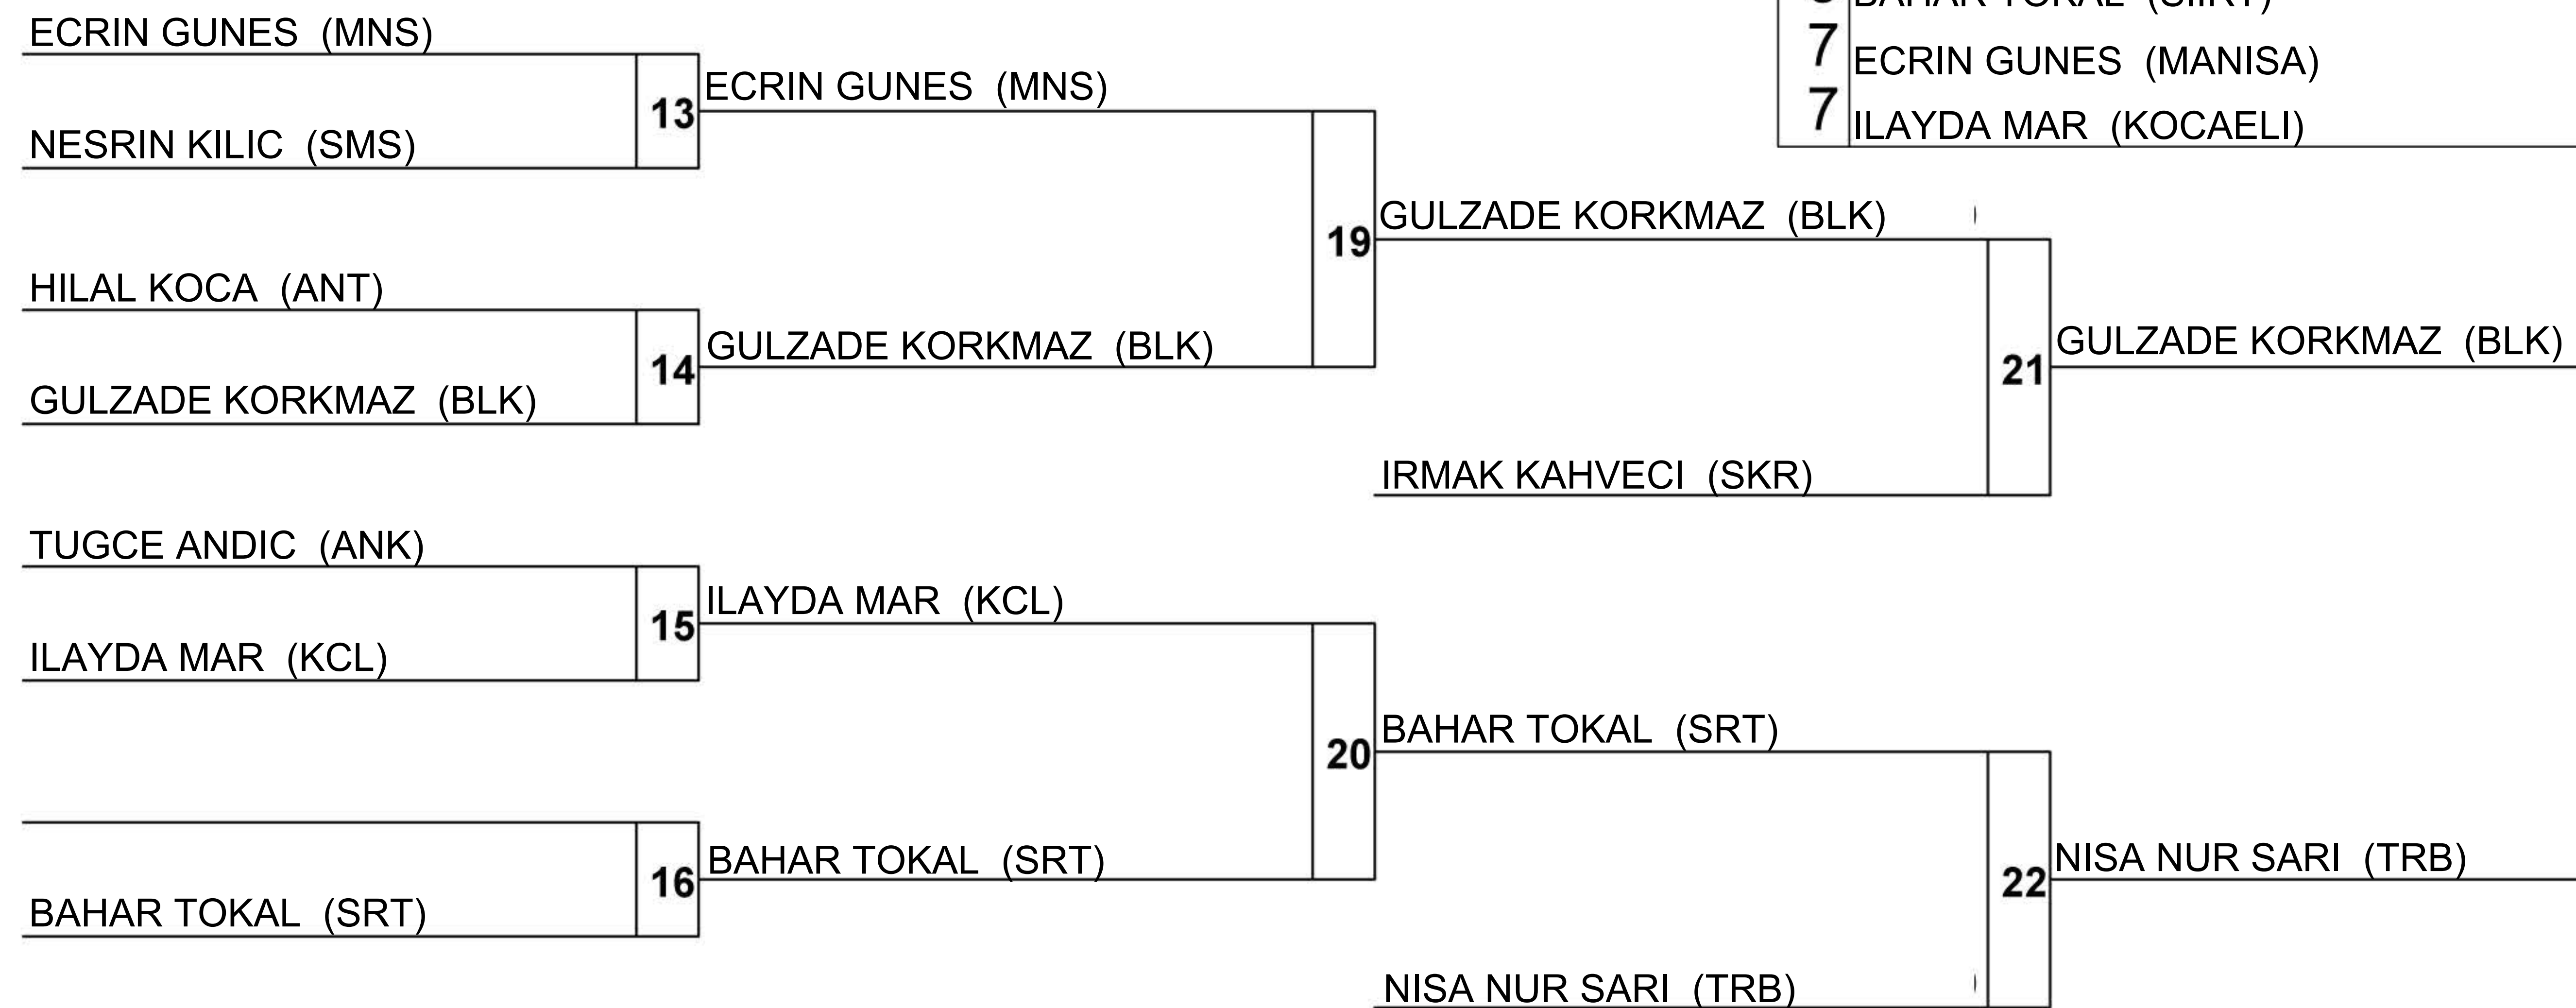 ECRIN GUNES (MNS)
13
ECRIN GUNES (MNS)
NESRIN KILIC (SMS)
BAHAR TOKAL (SIIRT)
7 ECRIN GUNES (MANISA)
7 ILAYDA MAR (KOCAELI)
19
GULZADE KORKMAZ (BLK)
HILAL KOCA (ANT)
14
GULZADE KORKMAZ (BLK)
GULZADE KORKMAZ (BLK)
21
GULZADE KORKMAZ (BLK)
IRMAK KAHVECI (SKR)
TUGCE ANDIC (ANK)
15
ILAYDA MAR (KCL)
ILAYDA MAR (KCL)
20
BAHAR TOKAL (SRT)
16
BAHAR TOKAL (SRT)
BAHAR TOKAL (SRT)
22
NISA NUR SARI (TRB)
NISA NUR SARI (TRB)